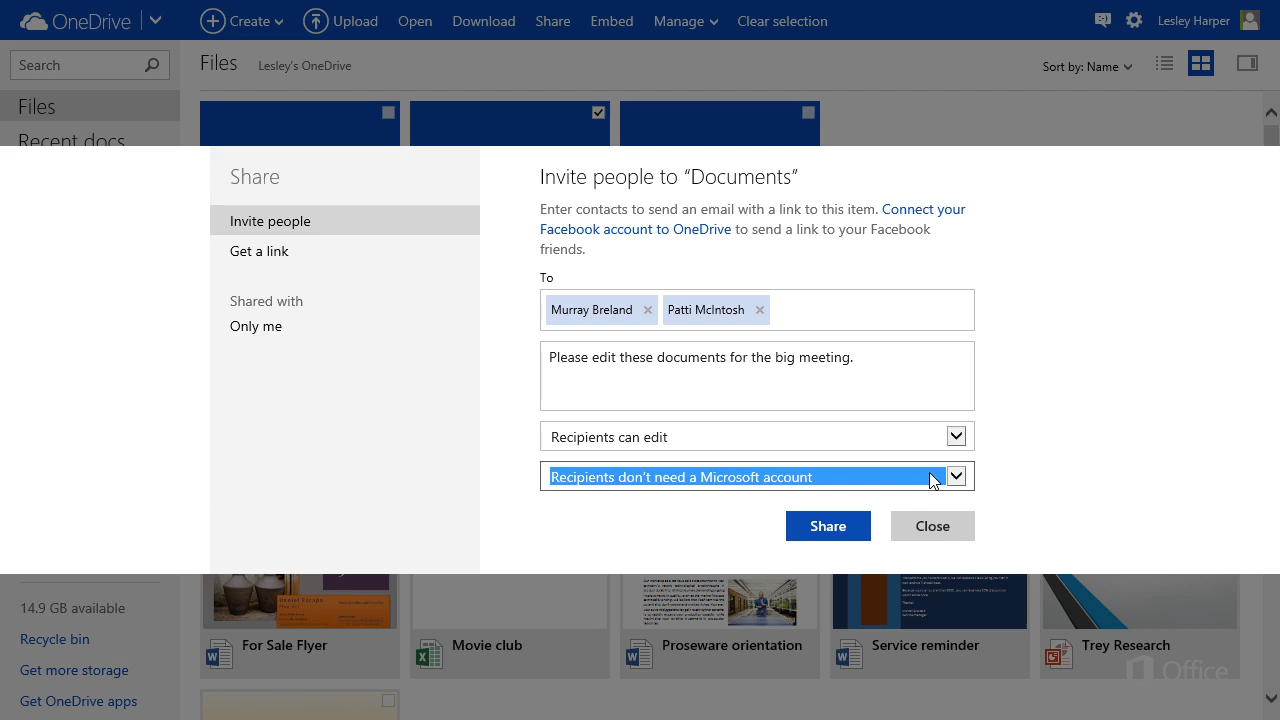 OneDrive
Create
Upload
Open
Download
Share
Embed
Manage
Clear selection
Lesley Harper
Search
Files
Lesley's OneDrive
Sort by: Name
Files
Recent docs
Share
Invite people
Get a link
Shared with
Only me
Invite people to “Documents”
Enter contacts to send an email with a link to this item. Connect your
Facebook account to OneDrive to send a link to your Facebook
friends.
To
Murray Breland
Patti McIntosh
Please edit these documents for the big meeting.
Recipients can edit
Recipients don't need a Microsoft account
Share
Close
14.9 GB available
Recycle bin
Get more storage
Get OneDrive apps
For Sale Flyer
Movie club
Proseware orientation
Service reminder
Trey Research
Office